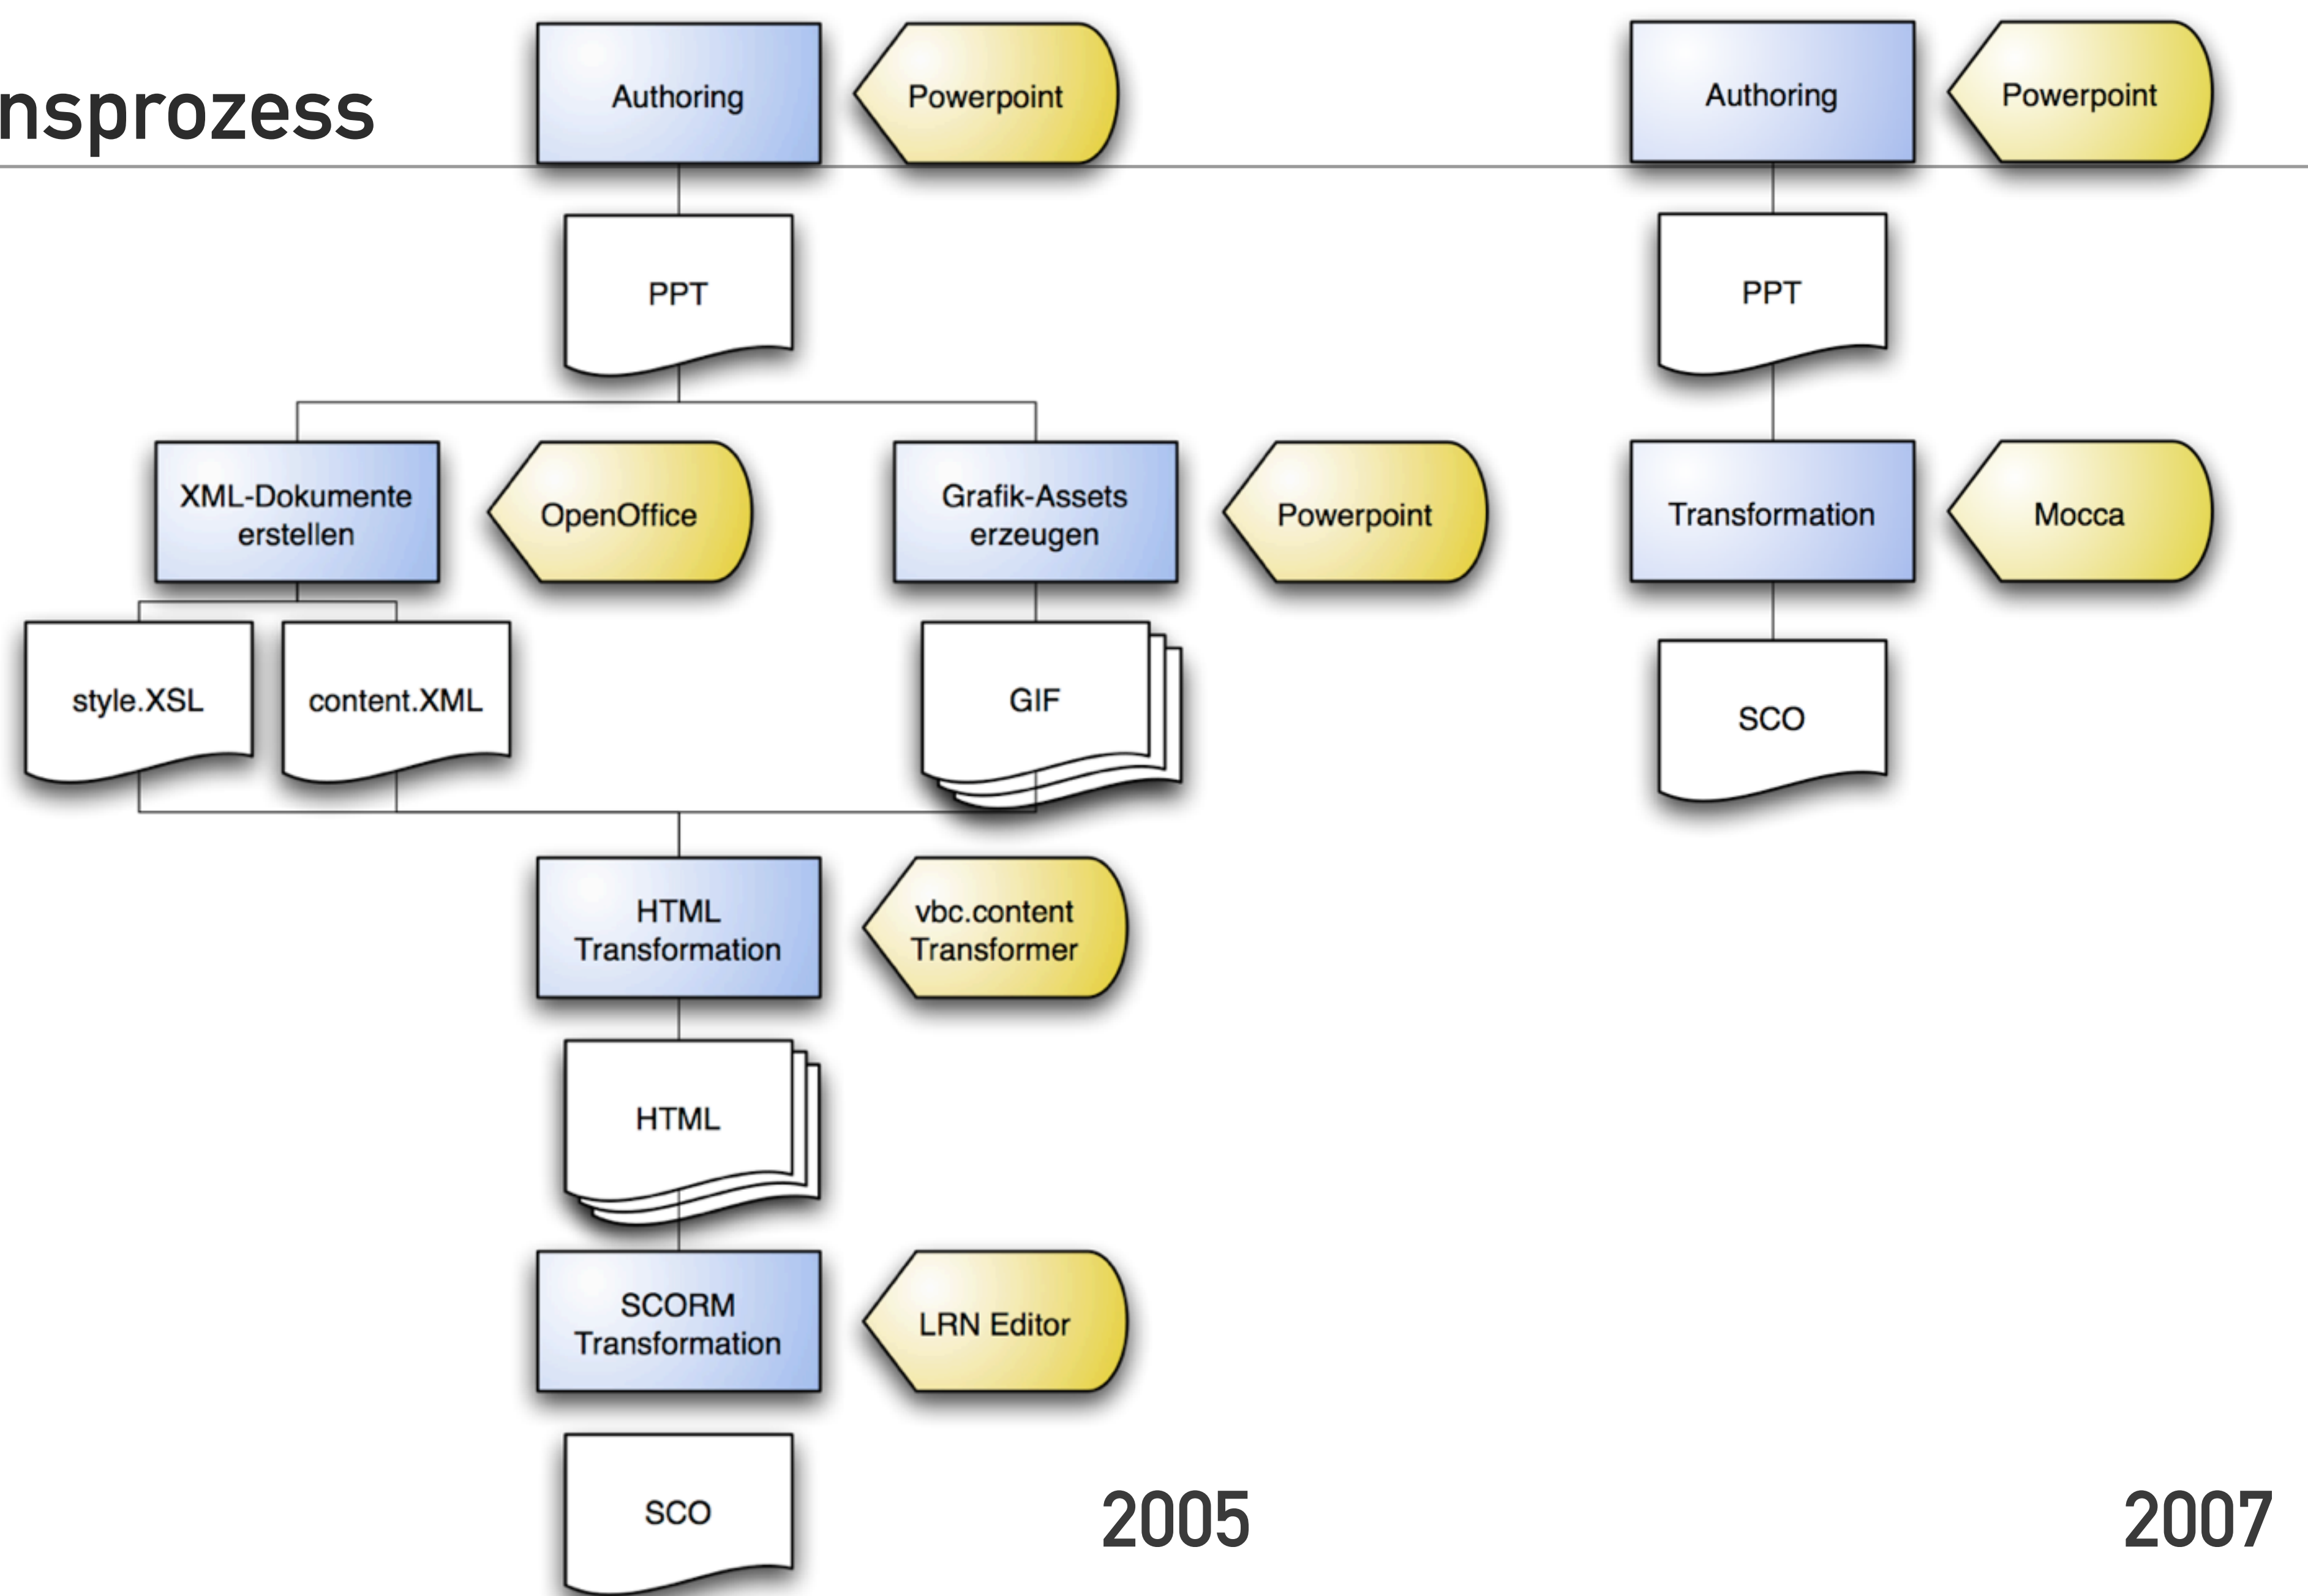 nsprozess
Authoring
Powerpoint
PPT
XML-Dokumente
erstellen
OpenOffice
Grafik-Assets
erzeugen
Powerpoint
style.XSL
content.XML
GIF
HTML
Transformation
vbc.content
Transformer
HTML
SCORM
Transformation
LRN Editor
SCO
2005
Authoring
Powerpoint
PPT
Transformation
Mocca
SCO
2007